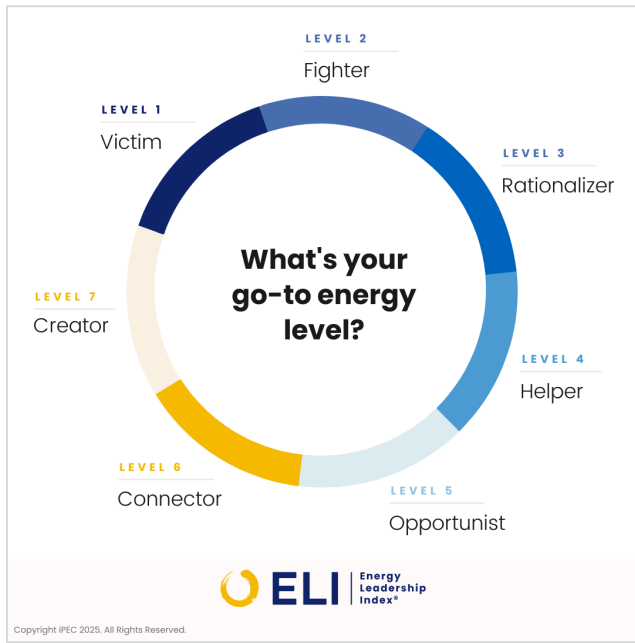 LEVEL 2
Fighter
LEVEL 1
Victim
LEVEL 3
Rationalizer
What's your
go-to energy
level?
LEVEL 7
Creator
LEVEL 4
Helper
LEVEL 6
Connector
LEVEL 5
Opportunist
ELI
Energy
Leadership
Index®
Copyright iPEC 2025. All Rights Reserved.